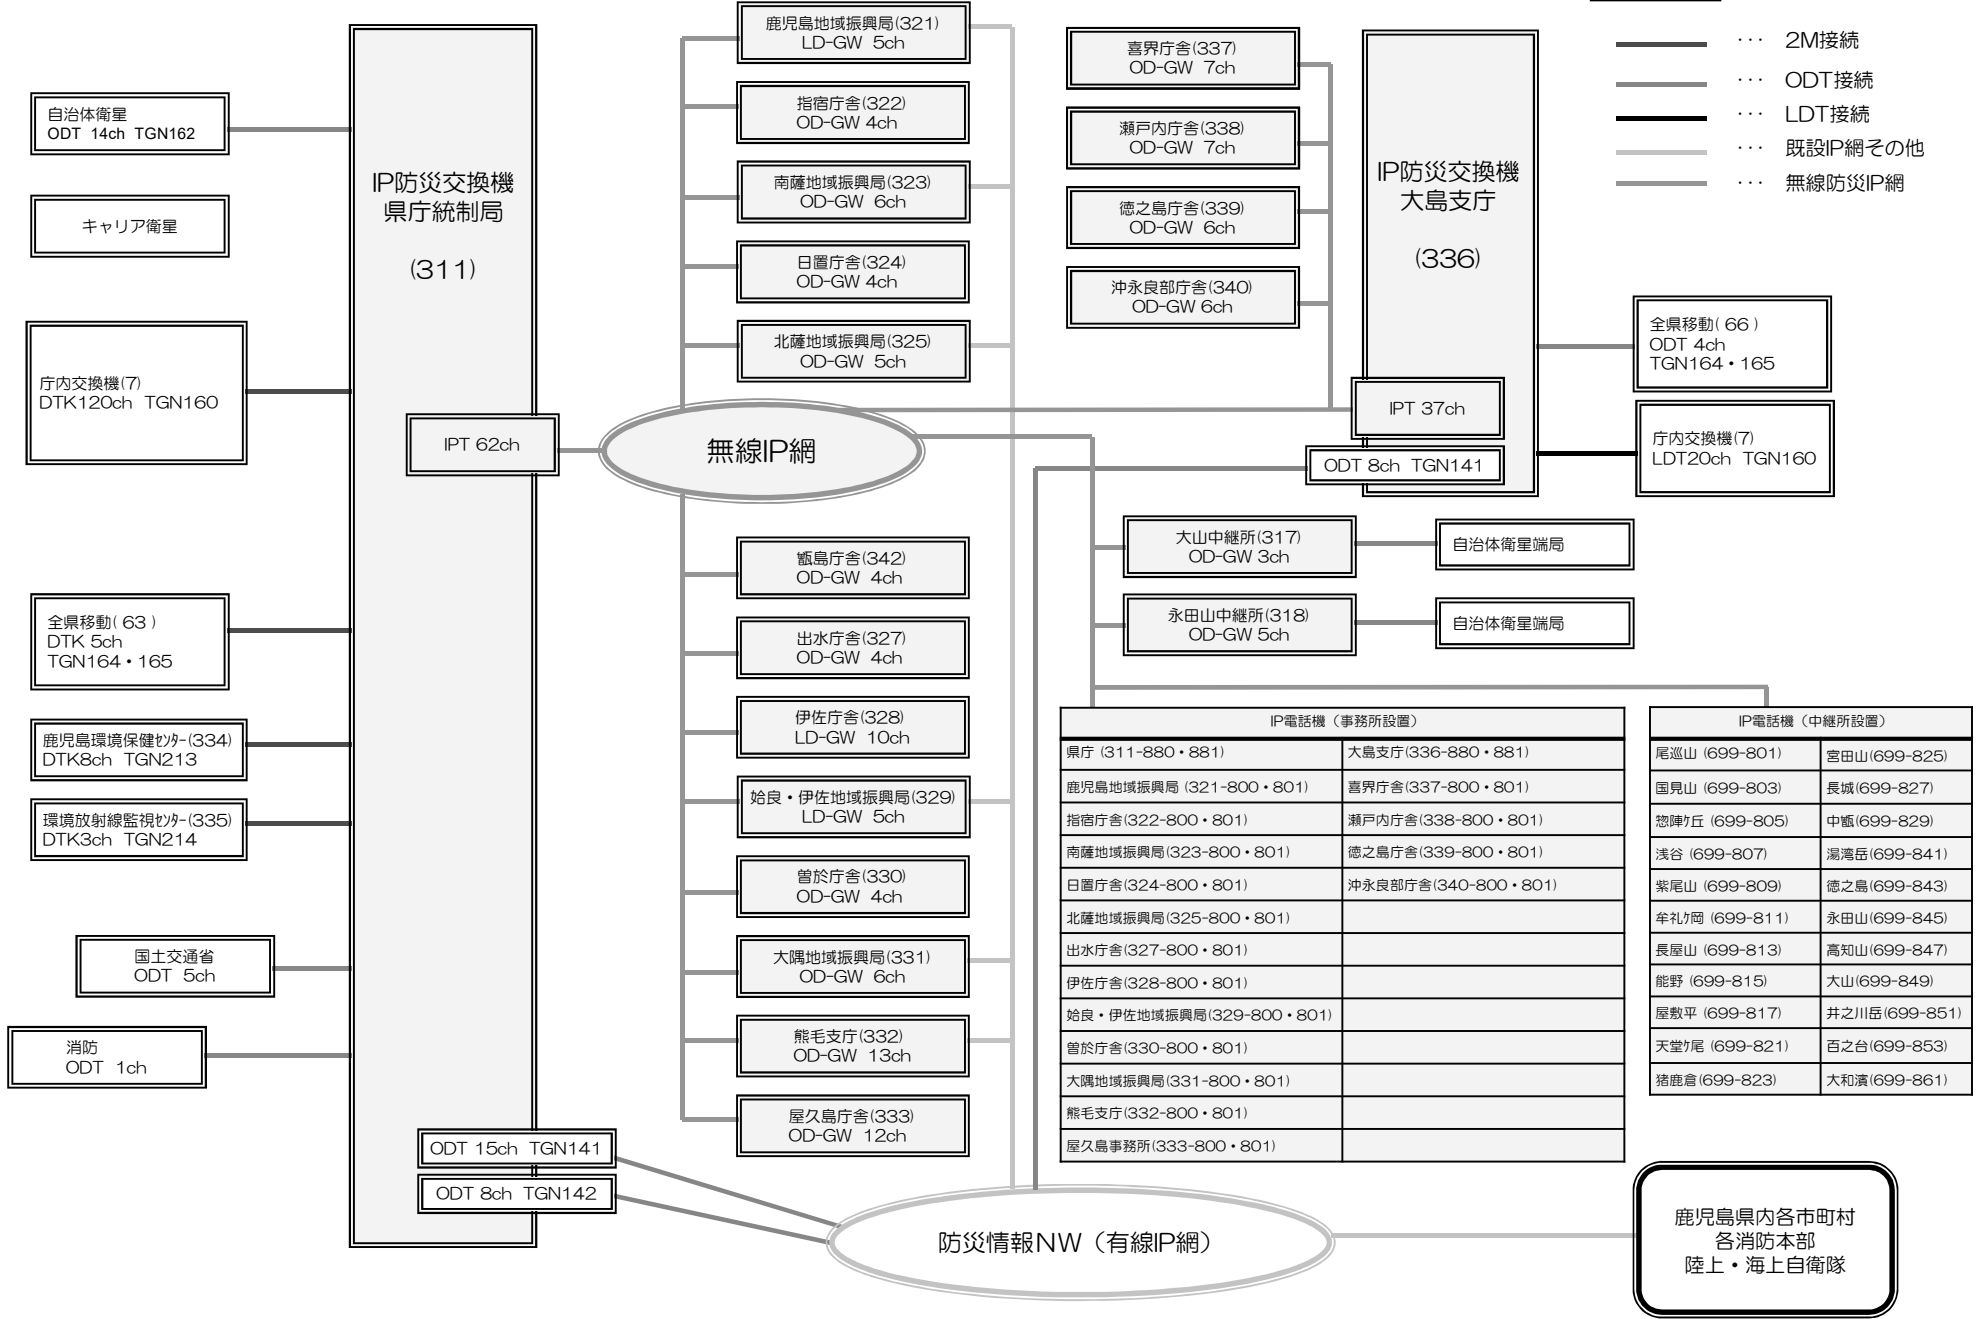 自治体衛星
ODT 14ch TGN162
キャリア衛星
庁内交換機(7)
DTK120ch TGN160
全県移動( 63 )
DTK 5ch
TGN164・165
鹿児島環境保健ｾﾝﾀｰ(334)
DTK8ch TGN213
環境放射線監視ｾﾝﾀｰ(335)
DTK3ch TGN214
国土交通省
ODT 5ch
消防
ODT 1ch
IP防災交換機
県庁統制局
(311)
IPT 62ch
ODT 15ch TGN141
ODT 8ch TGN142
無線IP網
鹿児島地域振興局(321)
LD-GW 5ch
指宿庁舎(322)
OD-GW 4ch
南薩地域振興局(323)
OD-GW 6ch
日置庁舎(324)
OD-GW 4ch
北薩地域振興局(325)
OD-GW 5ch
甑島庁舎(342)
OD-GW 4ch
出水庁舎(327)
OD-GW 4ch
伊佐庁舎(328)
LD-GW 10ch
姶良・伊佐地域振興局(329)
LD-GW 5ch
曽於庁舎(330)
OD-GW 4ch
大隅地域振興局(331)
OD-GW 6ch
熊毛支庁(332)
OD-GW 13ch
屋久島庁舎(333)
OD-GW 12ch
喜界庁舎(337)
OD-GW 7ch
瀬戸内庁舎(338)
OD-GW 7ch
徳之島庁舎(339)
OD-GW 6ch
沖永良部庁舎(340)
OD-GW 6ch
IP防災交換機
大島支庁
(336)
IPT 37ch
ODT 8ch TGN141
･･･ 2M接続
･･･ ODT接続
･･･ LDT接続
･･･ 既設IP網その他
･･･ 無線防災IP網
全県移動( 66 )
ODT 4ch
TGN164・165
庁内交換機(7)
LDT20ch TGN160
大山中継所(317)
OD-GW 3ch
自治体衛星端局
永田山中継所(318)
OD-GW 5ch
自治体衛星端局
IP電話機（事務所設置）
県庁 (311-880・881) 大島支庁(336-880・881)
鹿児島地域振興局 (321-800・801) 喜界庁舎(337-800・801)
指宿庁舎(322-800・801) 瀬戸内庁舎(338-800・801)
南薩地域振興局(323-800・801) 徳之島庁舎(339-800・801)
日置庁舎(324-800・801) 沖永良部庁舎(340-800・801)
北薩地域振興局(325-800・801)
出水庁舎(327-800・801)
伊佐庁舎(328-800・801)
姶良・伊佐地域振興局(329-800・801)
曽於庁舎(330-800・801)
大隅地域振興局(331-800・801)
熊毛支庁(332-800・801)
屋久島事務所(333-800・801)
IP電話機（中継所設置）
尾巡山 (699-801) 宮田山(699-825)
国見山 (699-803) 長城(699-827)
惣陣ｹ丘 (699-805) 中甑(699-829)
浅谷 (699-807) 湯湾岳(699-841)
紫尾山 (699-809) 徳之島(699-843)
牟礼ｹ岡 (699-811) 永田山(699-845)
長屋山 (699-813) 高知山(699-847)
能野 (699-815) 大山(699-849)
屋敷平 (699-817) 井之川岳(699-851)
天堂ｹ尾 (699-821) 百之台(699-853)
猪鹿倉(699-823) 大和濱(699-861)
防災情報NW（有線IP網）
鹿児島県内各市町村
各消防本部
陸上・海上自衛隊